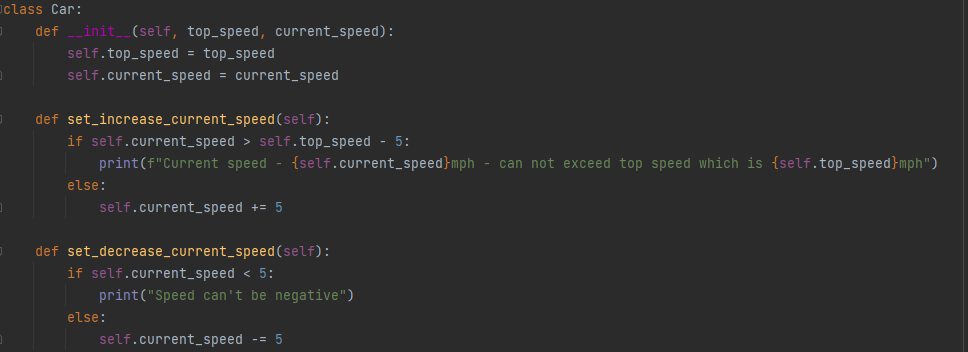 class Car:
    def __init__(self, top_speed, current_speed):
        self.top_speed = top_speed
        self.current_speed = current_speed

    def set_increase_current_speed(self):
        if self.current_speed > self.top_speed - 5:
            print(f"Current speed - {self.current_speed}mph - can not exceed top speed which is {self.top_speed}mph")
        else:
            self.current_speed += 5

    def set_decrease_current_speed(self):
        if self.current_speed < 5:
            print("Speed can't be negative")
        else:
            self.current_speed -= 5